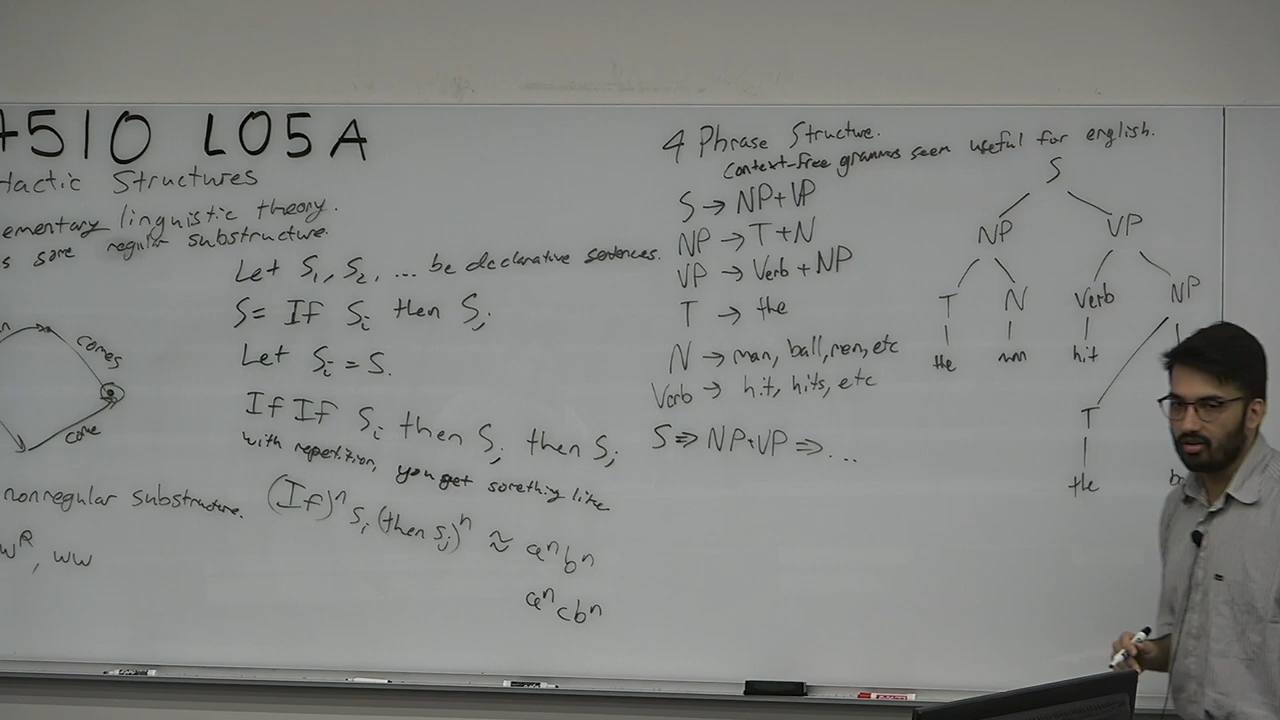 4510 L05A
tactic Structures
ementary linguistic theory.
s some regular substructure.
n
comes
come
nonregular substructure.
w^R, ww
Let S₁, S₂, ... be declarative sentences.
S = If Sᵢ then Sⱼ
Let Sᵢ = S.
If If Sᵢ then Sⱼ then Sⱼ
with repetition, you get something like
(If)ⁿ Sᵢ (then Sⱼ)ⁿ ≈ aⁿbⁿ
aⁿcbⁿ
4 Phrase Structure.
Context-free grammars seem useful for english.
S → NP+VP
NP → T+N
VP → Verb + NP
T → the
N → man, ball, men, etc
Verb → hit, hits, etc
S ⇒ NP+VP ⇒ ...
S
NP VP
T N Verb NP
the man hit
T
the b